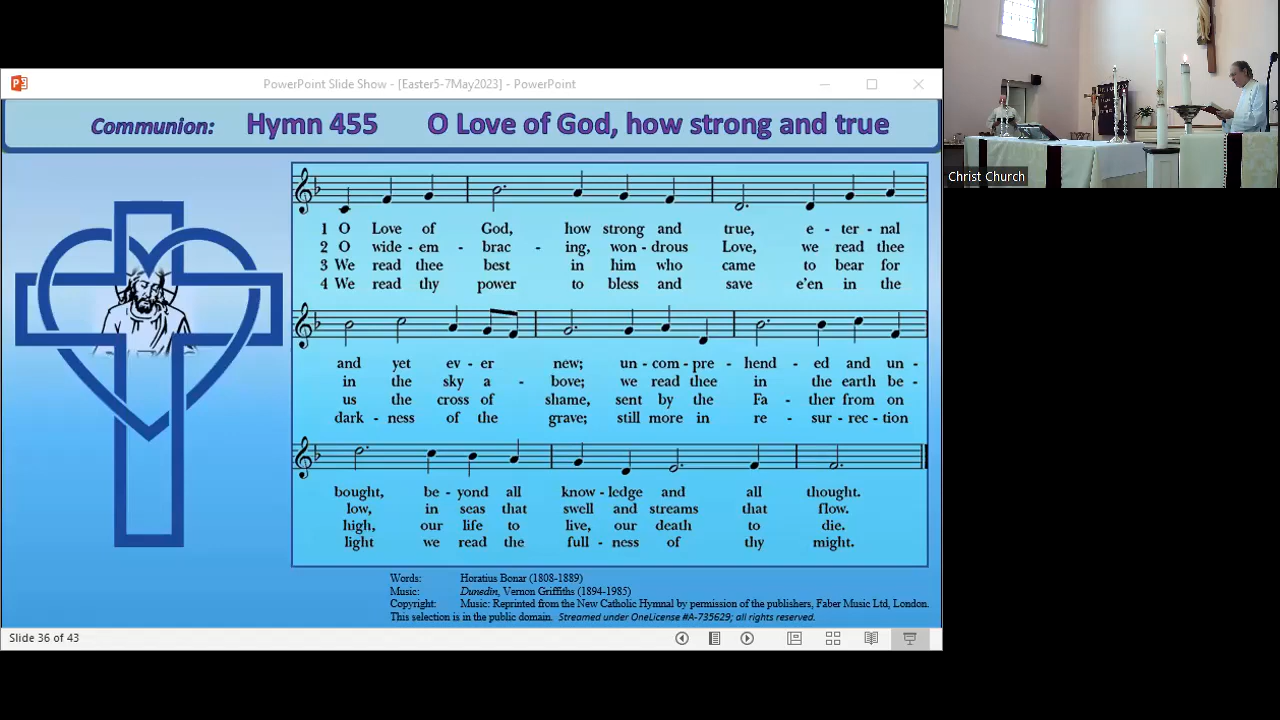 PowerPoint Slide Show - [Easter5-7May2023] - PowerPoint
Communion: Hymn 455 O Love of God, how strong and true
1 O Love of God, how strong and true, e - ter - nal
2 O wide - em - brac - ing, won - drous Love, we read thee
3 We read thee best in him who came to bear for
4 We read thy power to bless and save e'en in the
and yet ev - er new; un - com - pre - hend - ed and un -
in the sky a - bove; we read thee in the earth be -
us the cross of shame, sent by the Fa - ther from on
dark - ness of the grave; still more in re - sur - rec - tion
bought, be - yond all know - ledge and all thought.
low, in seas that swell and streams that flow.
high, our life to live, our death to die.
light we read the full - ness of thy might.
Words: Horatius Bonar (1808-1889)
Music: Dunedin, Vernon Griffiths (1894-1985)
Copyright: Music: Reprinted from the New Catholic Hymnal by permission of the publishers, Faber Music Ltd, London.
This selection is in the public domain. Streamed under OneLicense #A-735629; all rights reserved.
Slide 36 of 43
Christ Church